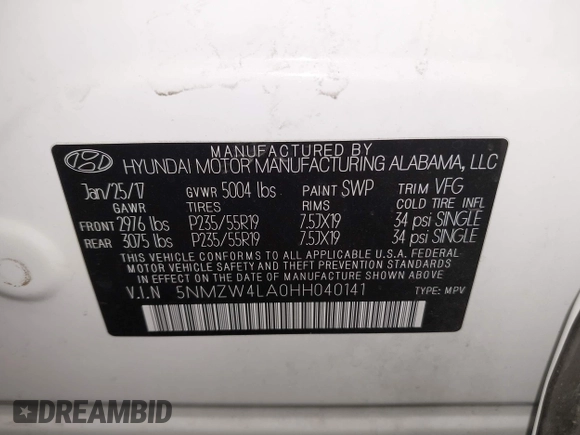 MANUFACTURED BY
HYUNDAI MOTOR MANUFACTURING ALABAMA, LLC
Jan/25/17 GVWR 5004 lbs PAINT SWP TRIM VFG
GAWR TIRES RIMS COLD TIRE INFL
FRONT 2976 lbs P235/55R19 7.5JX19 34 psi SINGLE
REAR 3075 lbs P235/55R19 7.5JX19 34 psi SINGLE
THIS VEHICLE CONFORMS TO ALL APPLICABLE U.S.A. FEDERAL
MOTOR VEHICLE SAFETY, BUMPER, AND THEFT PREVENTION STANDARDS
IN EFFECT ON THE DATE OF MANUFACTURE SHOWN ABOVE.
V.I.N 5NMZW4LA0HH040141 TYPE: MPV
DREAMBID